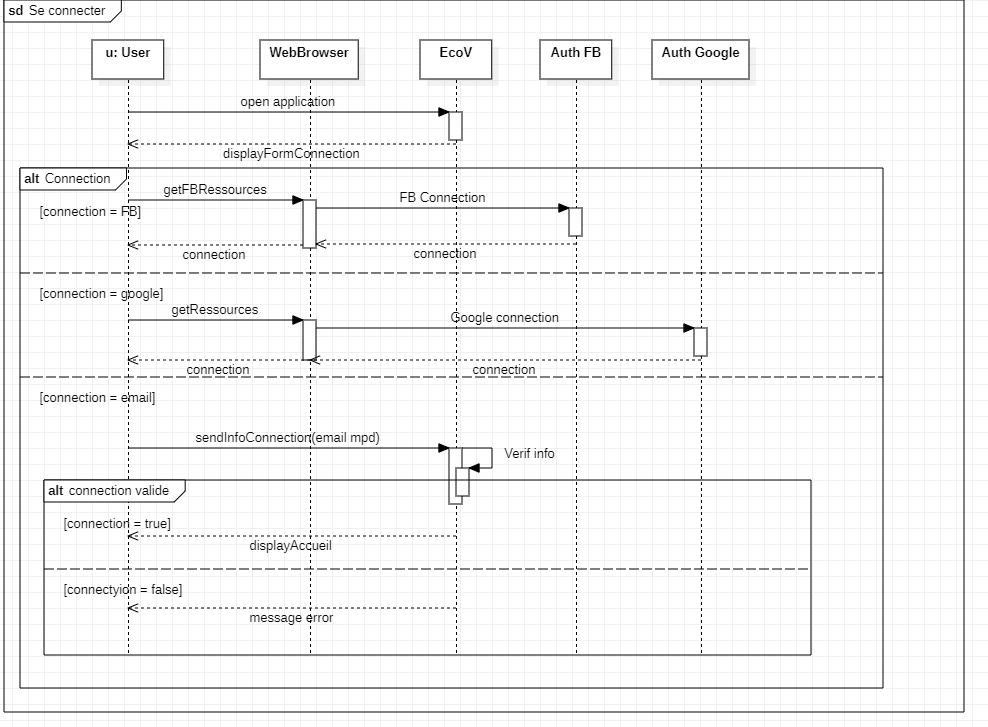 sd Se connecter
u: User
WebBrowser
EcoV
Auth FB
Auth Google
open application
displayFormConnection
alt Connection
getFBRessources
FB Connection
[connection = FB]
connection
connection
[connection = google]
getRessources
Google connection
connection
connection
[connection = email]
sendInfoConnection(email mpd)
Verif info
alt connection valide
[connection = true]
displayAccueil
[connectyion = false]
message error